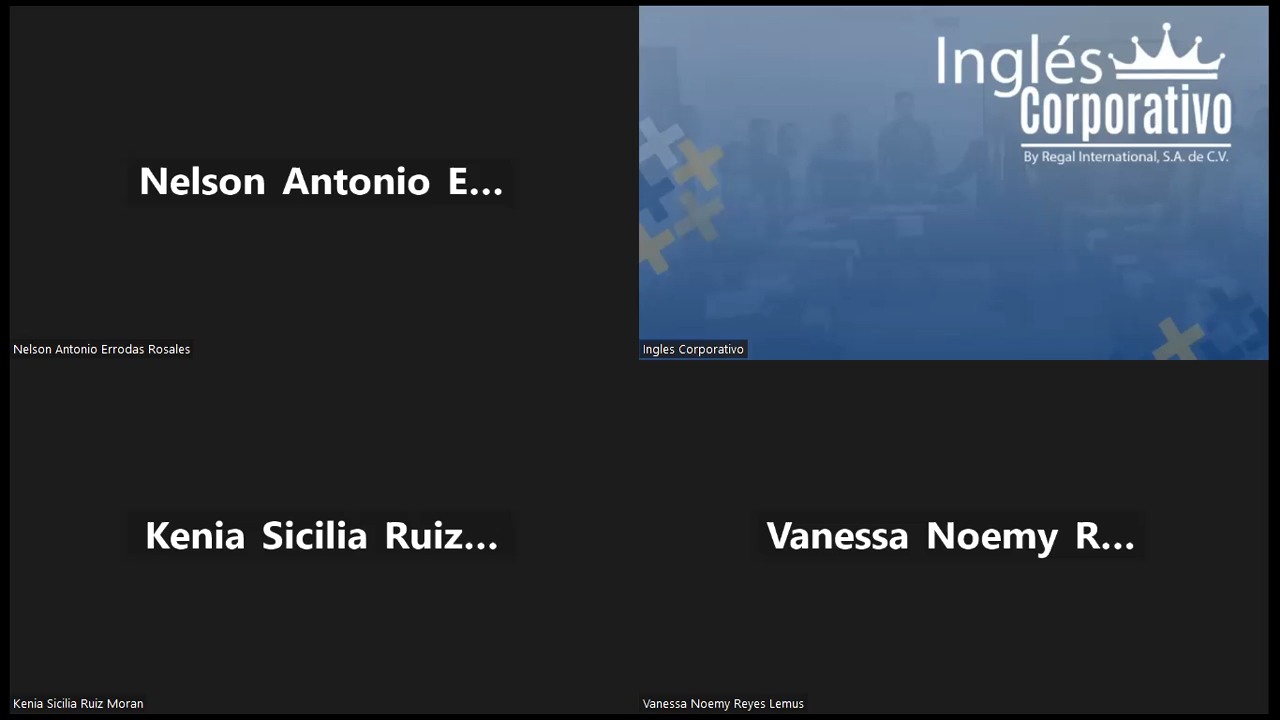 Nelson Antonio E...
Nelson Antonio Errodas Rosales
Inglés
Corporativo
By Regal International, S.A. de C.V.
Ingles Corporativo
Kenia Sicilia Ruiz...
Kenia Sicilia Ruiz Moran
Vanessa Noemy R...
Vanessa Noemy Reyes Lemus